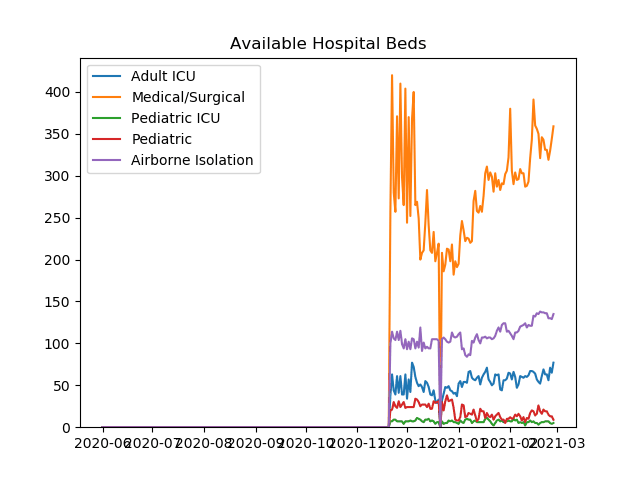 Available Hospital Beds
Adult ICU
Medical/Surgical
Pediatric ICU
Pediatric
Airborne Isolation
400
350
300
250
200
150
100
50
0
2020-06 2020-07 2020-08 2020-09 2020-10 2020-11 2020-12 2021-01 2021-02 2021-03